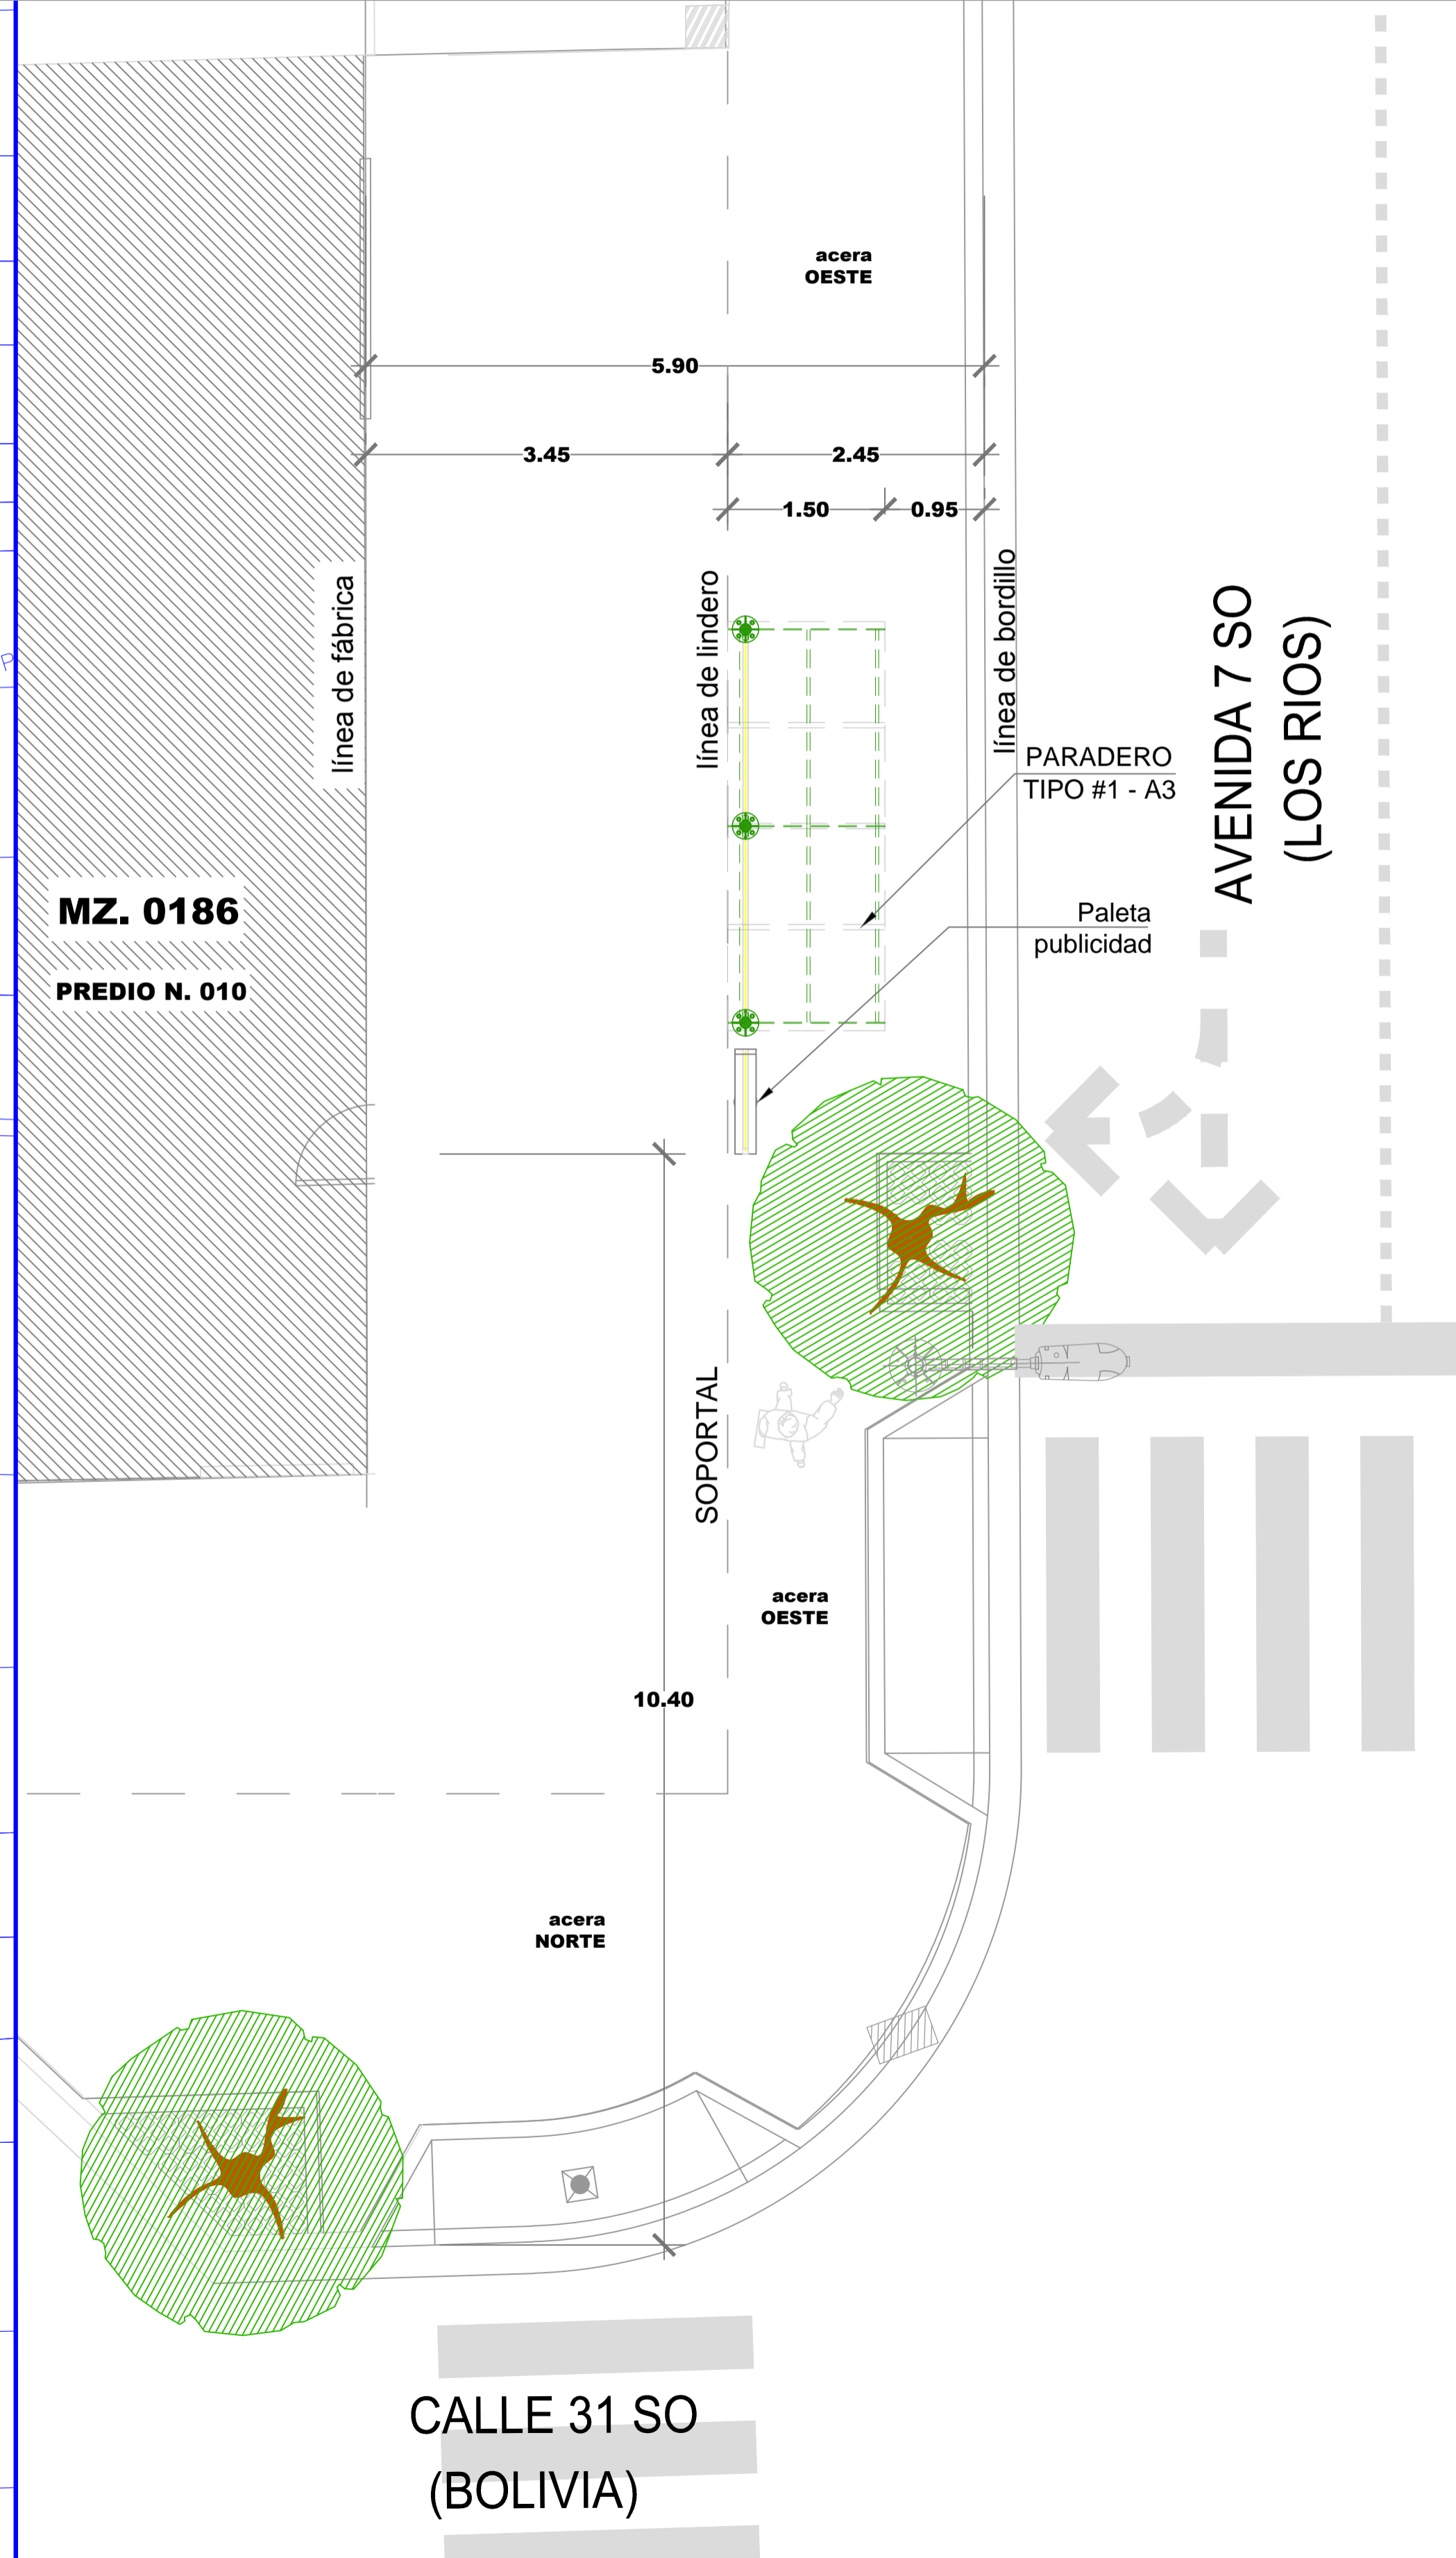 acera
OESTE
5.90
3.45
2.45
1.50
0.95
línea de fábrica
línea de lindero
línea de bordillo
AVENIDA 7 SO
(LOS RIOS)
P
PARADERO
TIPO #1 - A3
MZ. 0186
Paleta
publicidad
PREDIO N. 010
SOPORTAL
acera
OESTE
10.40
acera
NORTE
CALLE 31 SO
(BOLIVIA)